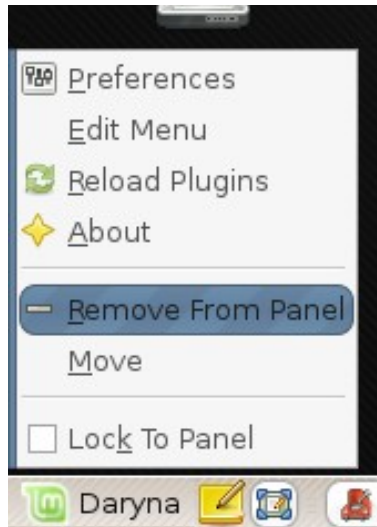 Preferences
Edit Menu
Reload Plugins
About
Remove From Panel
Move
Lock To Panel
Daryna